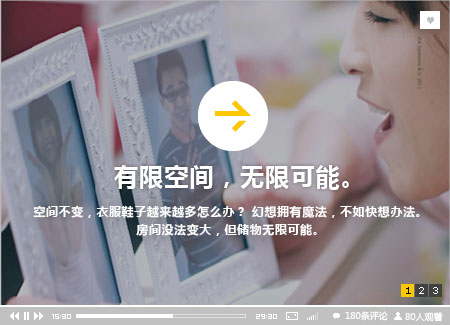 有限空间，无限可能。
空间不变，衣服鞋子越来越多怎么办？幻想拥有魔法，不如快想办法。
房间没法变大，但储物无限可能。
1 2 3
15:30 29:30 180条评论 80人观看